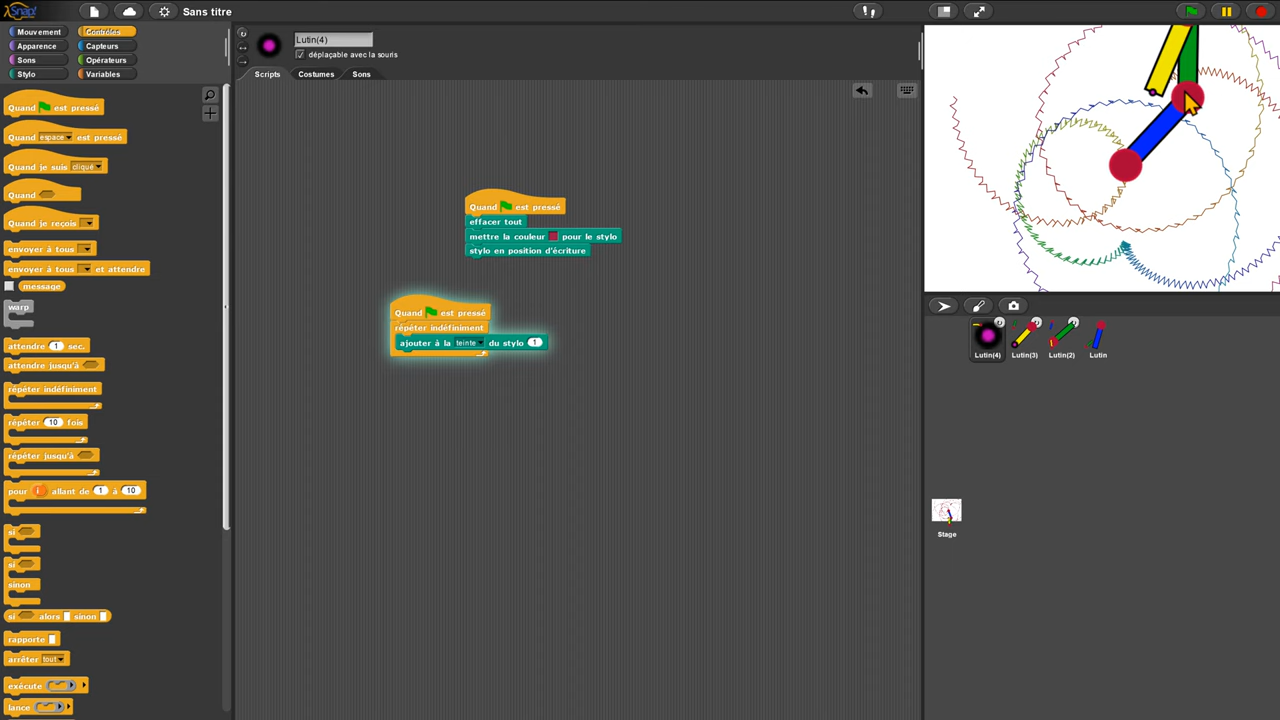 Snap!
Sans titre
Mouvement
Contrôles
Apparence
Capteurs
Sons
Opérateurs
Stylo
Variables
Quand est pressé
Quand espace est pressé
Quand je suis cliqué
Quand
Quand je reçois
envoyer à tous
envoyer à tous et attendre
message
warp
attendre 1 sec.
attendre jusqu'à
répéter indéfiniment
répéter 10 fois
répéter jusqu'à
pour i allant de 1 à 10
si
si
sinon
si alors sinon
rapporte
arrêter tout
exécute
lance
Lutin(4)
déplaçable avec la souris
Scripts
Costumes
Sons
Quand est pressé
effacer tout
mettre la couleur pour le stylo
stylo en position d'écriture
Quand est pressé
répéter indéfiniment
ajouter à la teinte du stylo 1
Lutin(4)
Lutin(3)
Lutin(2)
Lutin
Stage